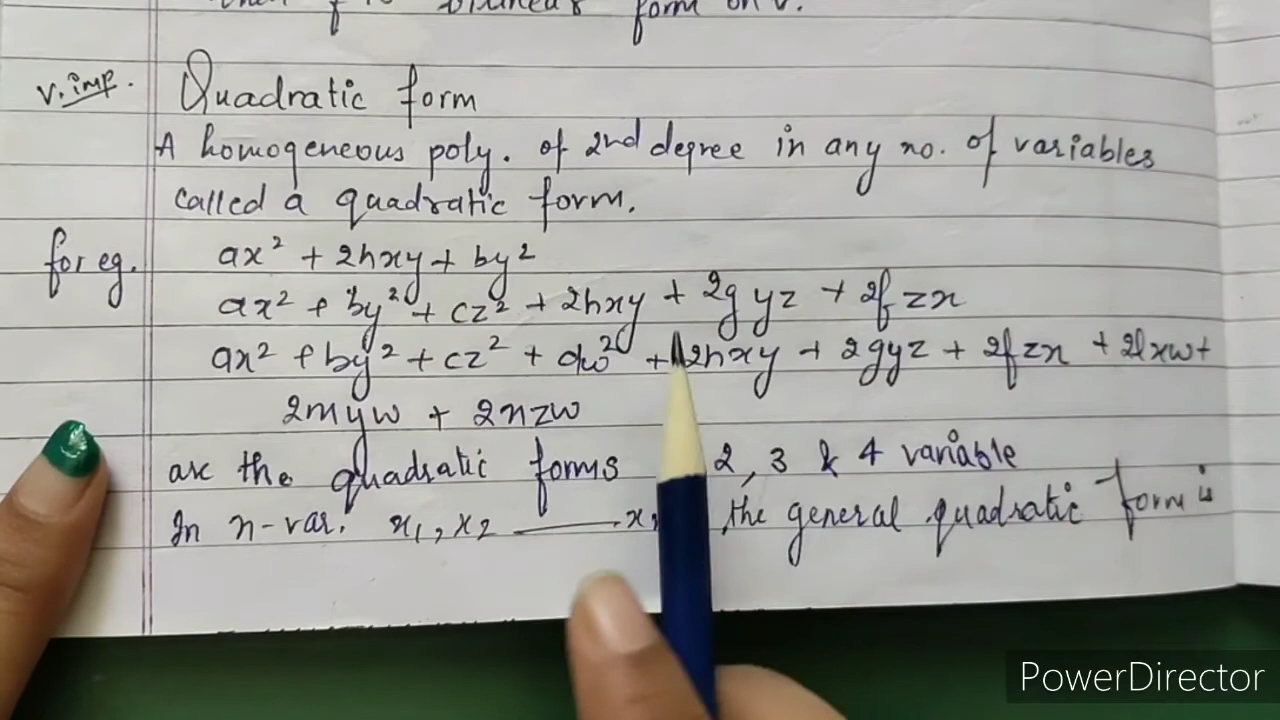 form on V.
V. imp. Quadratic form
A homogeneous poly. of 2nd degree in any no. of variables
called a quadratic form.
for eg. ax² + 2hxy + by²
ax² + by² + cz² + 2hxy + 2gyz + 2fzx
ax² + by² + cz² + dw² + 2hxy + 2gyz + 2fzx + 2lxw +
2myw + 2nzw
are the quadratic forms 2, 3 & 4 variable
In n-var. x₁, x₂ ——— x the general quadratic form is
PowerDirector